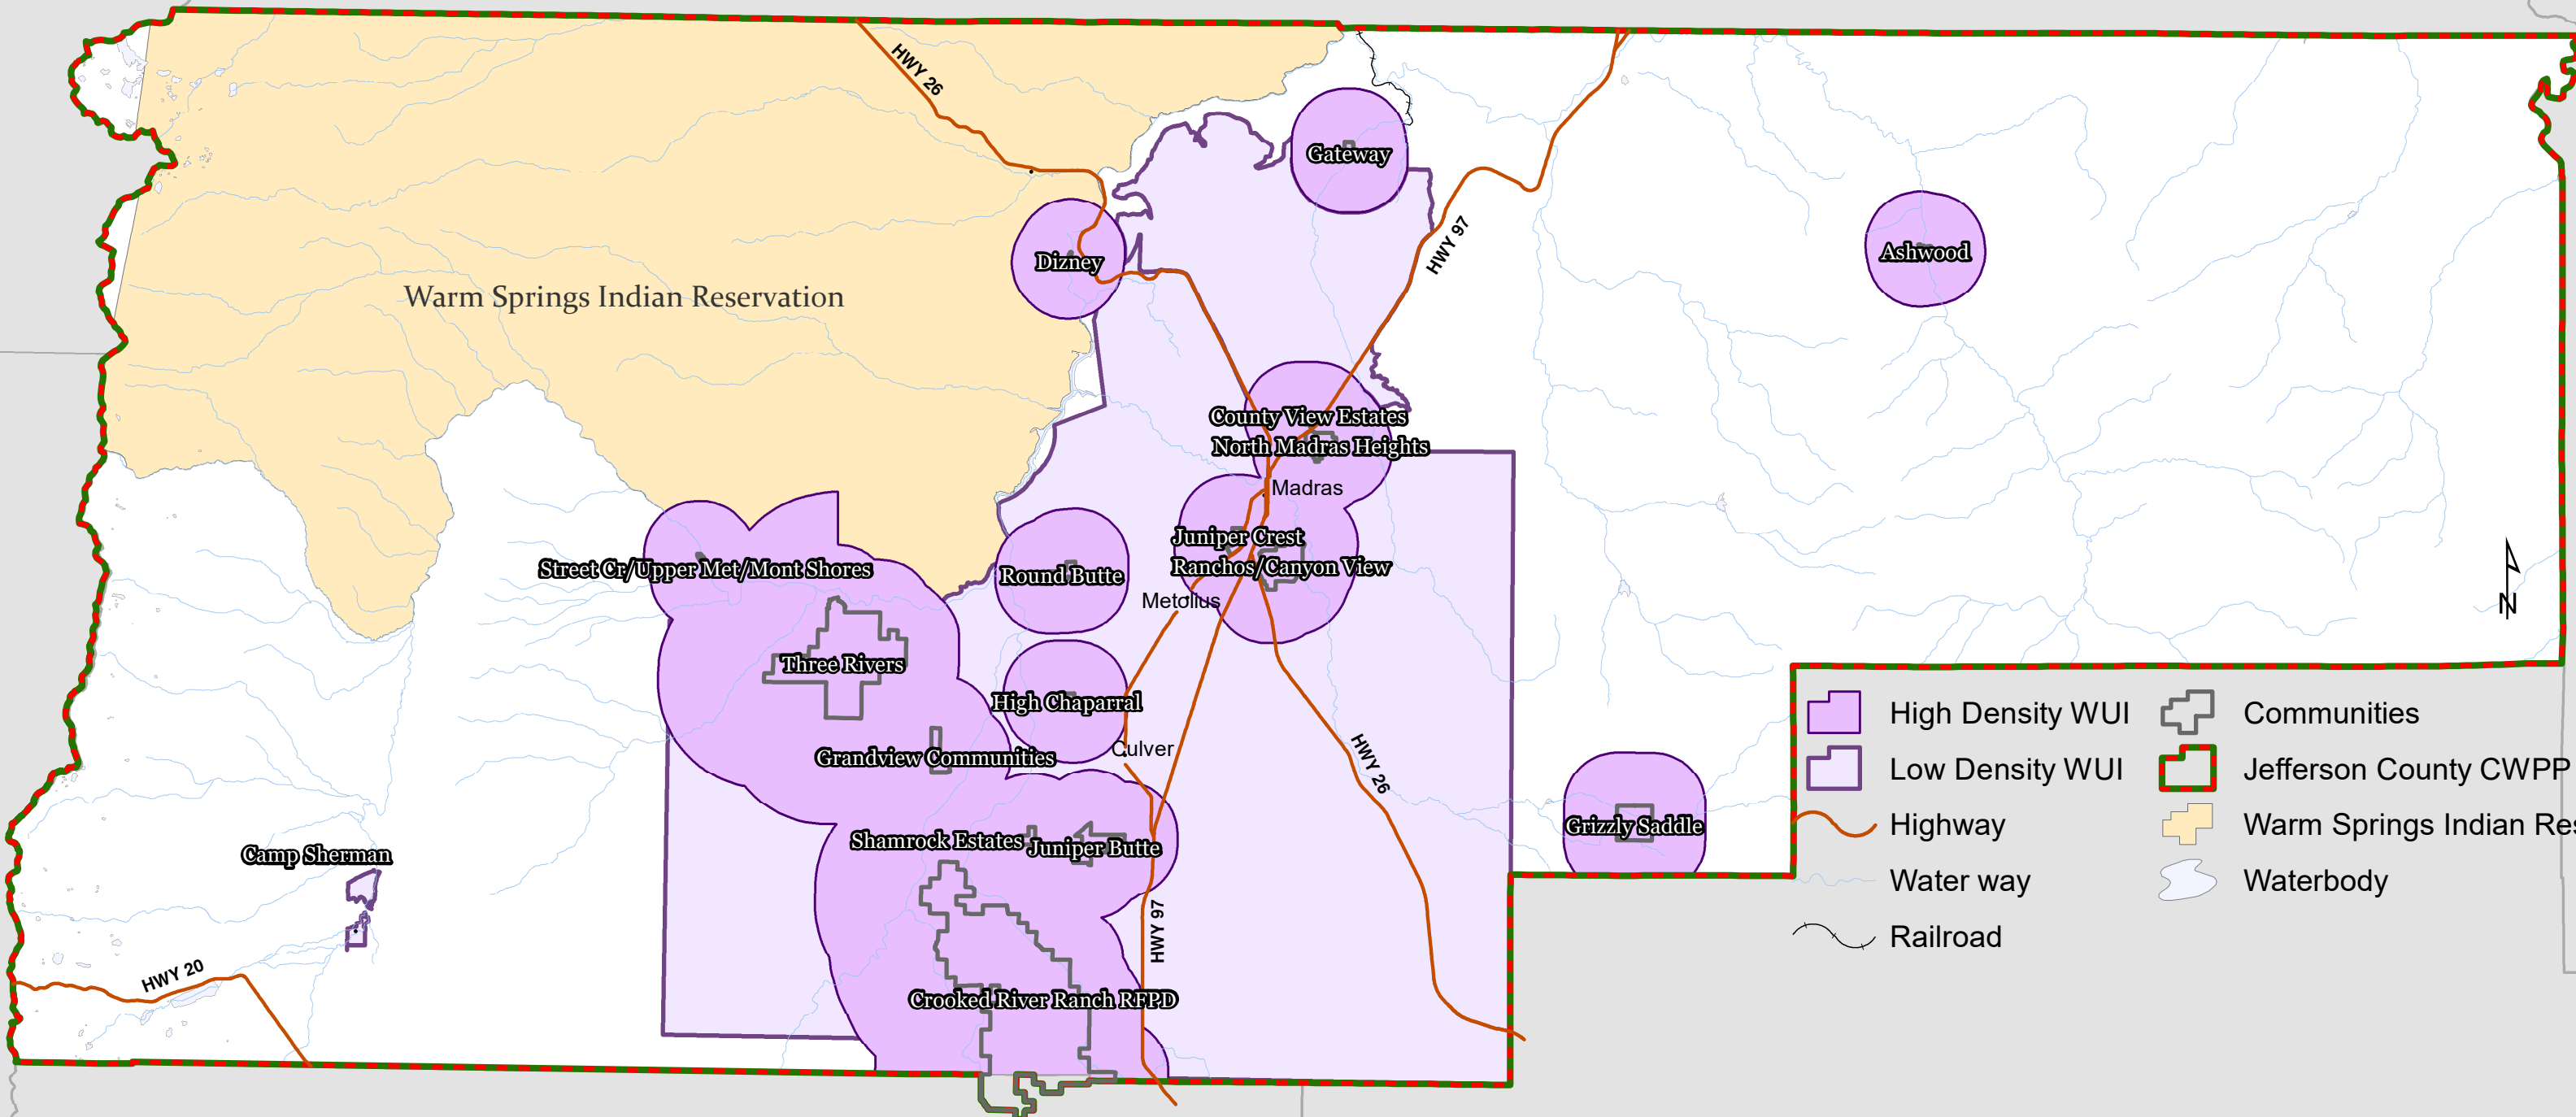 HWY 26
Gateway
HWY 97
Ashwood
Dizney
Warm Springs Indian Reservation
County View Estates
North Madras Heights
Madras
Juniper Crest
Street Cr/Upper Met/Mont Shores
Round Butte
Ranchos/Canyon View
Metolius
N
Three Rivers
High Chaparral
Grandview Communities
Culver
HWY 26
Shamrock Estates
Juniper Butte
Grizzly Saddle
Camp Sherman
HWY 97
HWY 20
Crooked River Ranch RFPD
High Density WUI
Low Density WUI
Highway
Water way
Railroad
Communities
Jefferson County CWPP
Warm Springs Indian Res
Waterbody